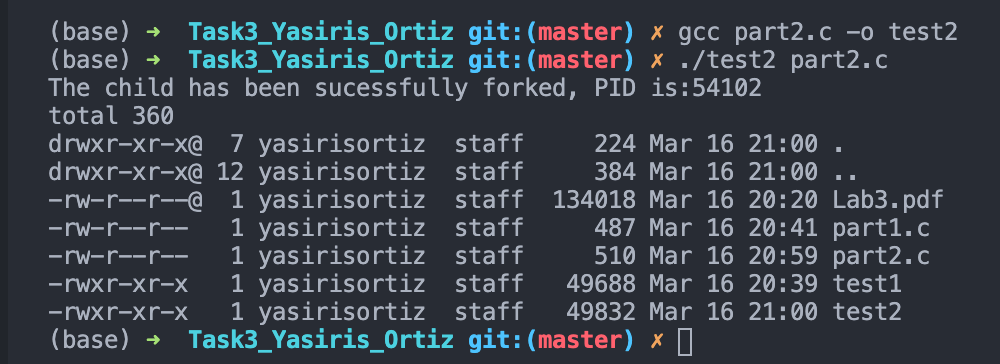 (base) ➜  Task3_Yasiris_Ortiz git:(master) ✗ gcc part2.c -o test2
(base) ➜  Task3_Yasiris_Ortiz git:(master) ✗ ./test2 part2.c
The child has been sucessfully forked, PID is:54102
total 360
drwxr-xr-x@  7 yasirisortiz  staff     224 Mar 16 21:00 .
drwxr-xr-x@ 12 yasirisortiz  staff     384 Mar 16 21:00 ..
-rw-r--r--@  1 yasirisortiz  staff  134018 Mar 16 20:20 Lab3.pdf
-rw-r--r--   1 yasirisortiz  staff     487 Mar 16 20:41 part1.c
-rw-r--r--   1 yasirisortiz  staff     510 Mar 16 20:59 part2.c
-rwxr-xr-x   1 yasirisortiz  staff   49688 Mar 16 20:39 test1
-rwxr-xr-x   1 yasirisortiz  staff   49832 Mar 16 21:00 test2
(base) ➜  Task3_Yasiris_Ortiz git:(master) ✗